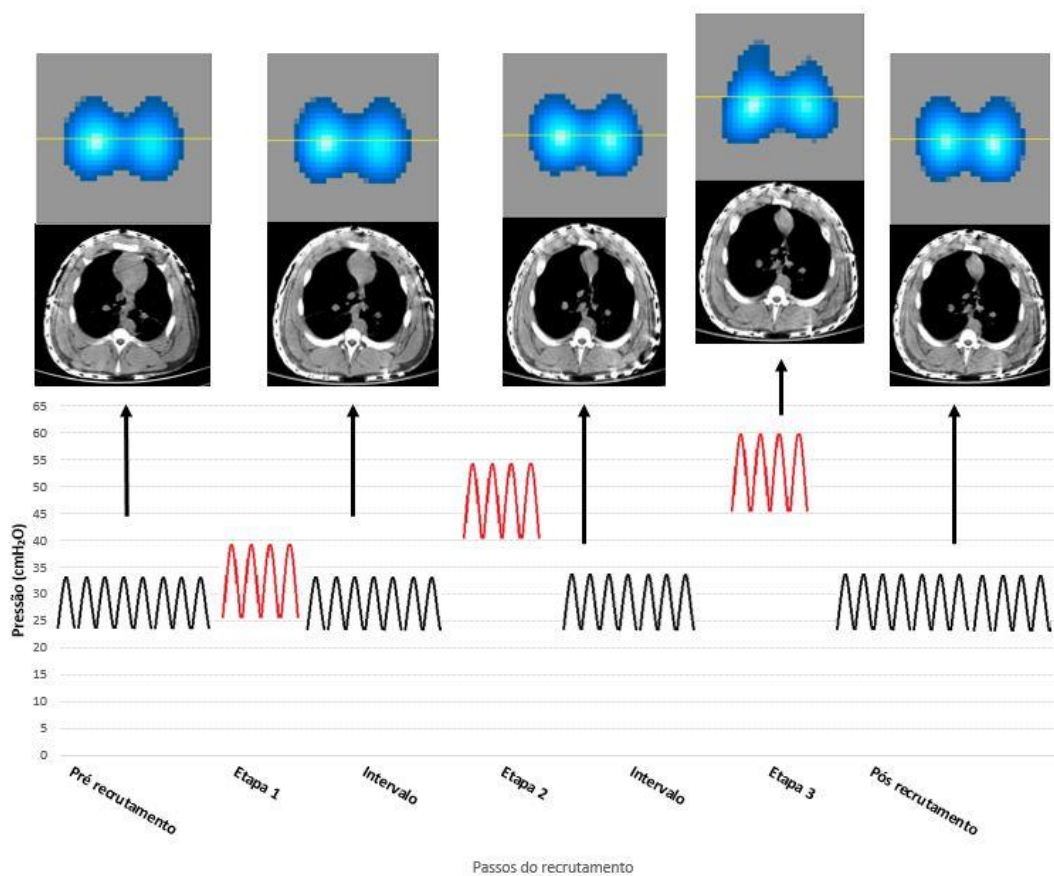 65
60
55
50
45
40
35
30
25
20
15
10
5
0
Pressão (cmH₂O)
Pré recrutamento
Etapa 1
Intervalo
Etapa 2
Intervalo
Etapa 3
Pós recrutamento
Passos do recrutamento